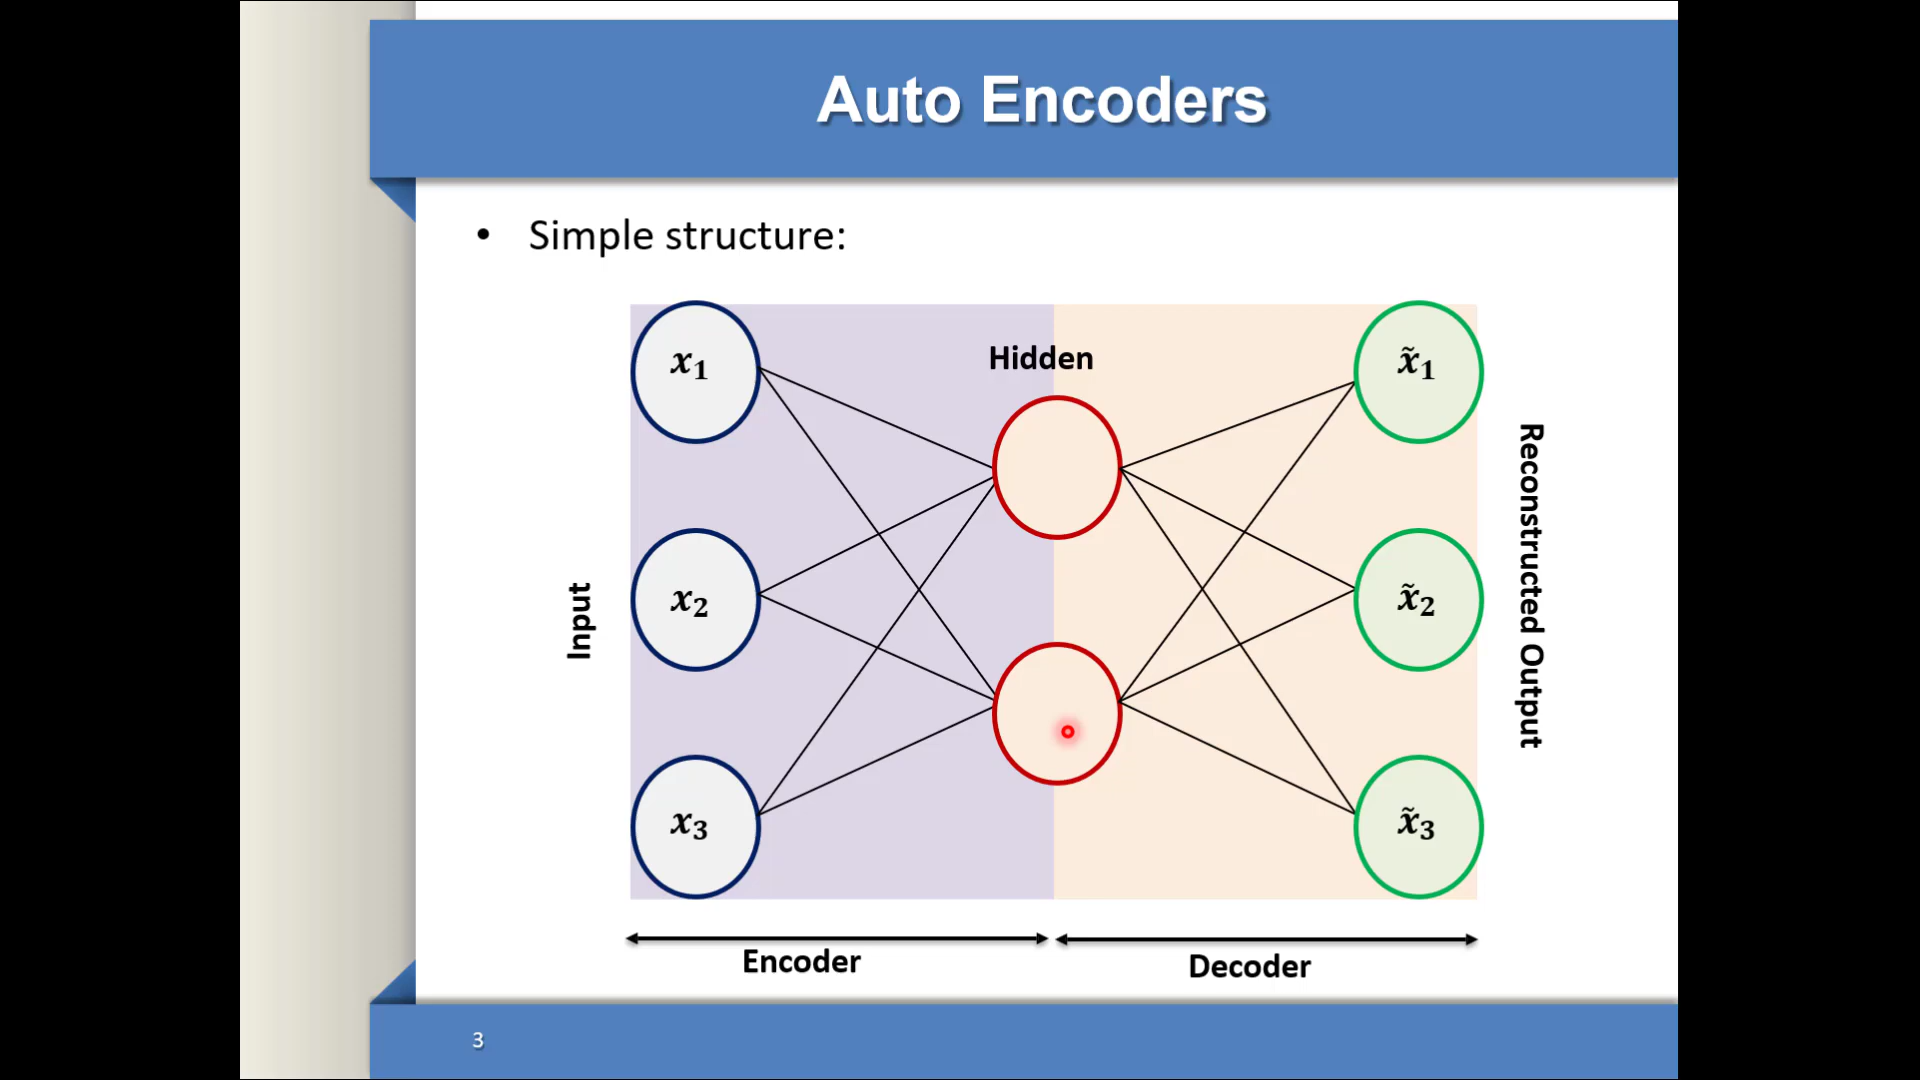 Auto Encoders
• Simple structure:
Hidden
x₁
x̃₁
x₂
x̃₂
x₃
x̃₃
Input
Reconstructed Output
Encoder
Decoder
3